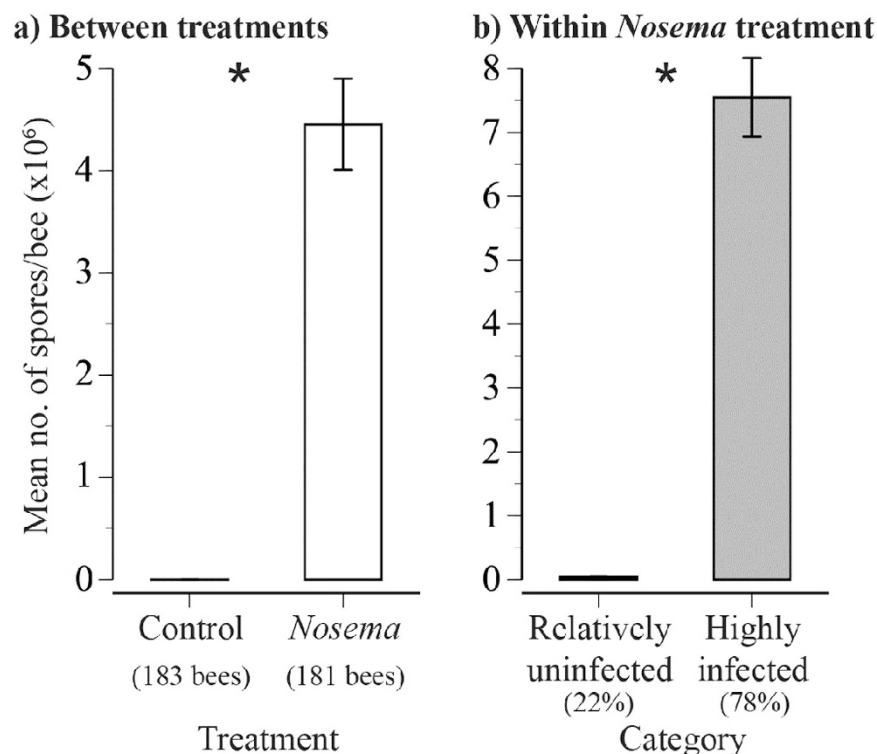 a) Between treatments
Mean no. of spores/bee (x10⁶)
5
4
3
2
1
0
*
Control
Nosema
(183 bees)
(181 bees)
Treatment
b) Within Nosema treatment
8
7
6
5
4
3
2
1
0
*
Relatively
uninfected
(22%)
Highly
infected
(78%)
Category